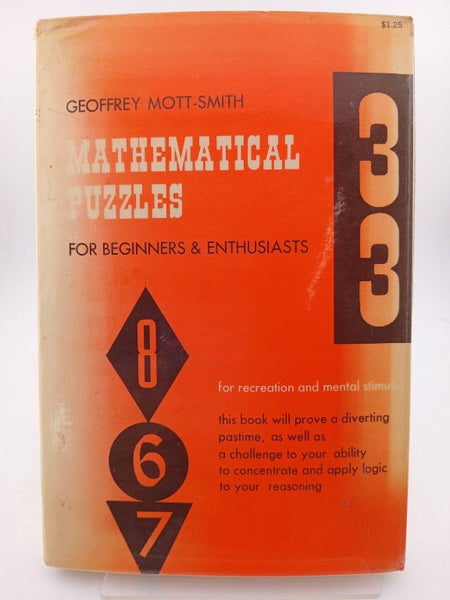 $1.25
GEOFFREY MOTT-SMITH
MATHEMATICAL
PUZZLES
FOR BEGINNERS & ENTHUSIASTS
3
3
8
6
7
for recreation and mental
this book will prove a diverting
pastime, as well as
a challenge to your ability
to concentrate and apply logic
to your reasoning